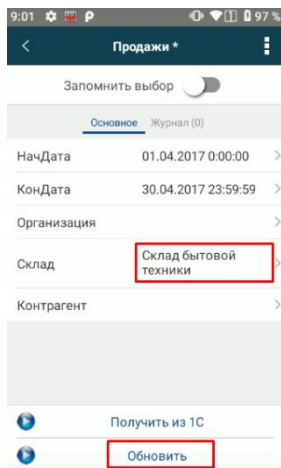 9:01 97 %
Продажи *
Запомнить выбор
Основное Журнал (0)
НачДата 01.04.2017 0:00:00
КонДата 30.04.2017 23:59:59
Организация
Склад Склад бытовой
техники
Контрагент
Получить из 1С
Обновить